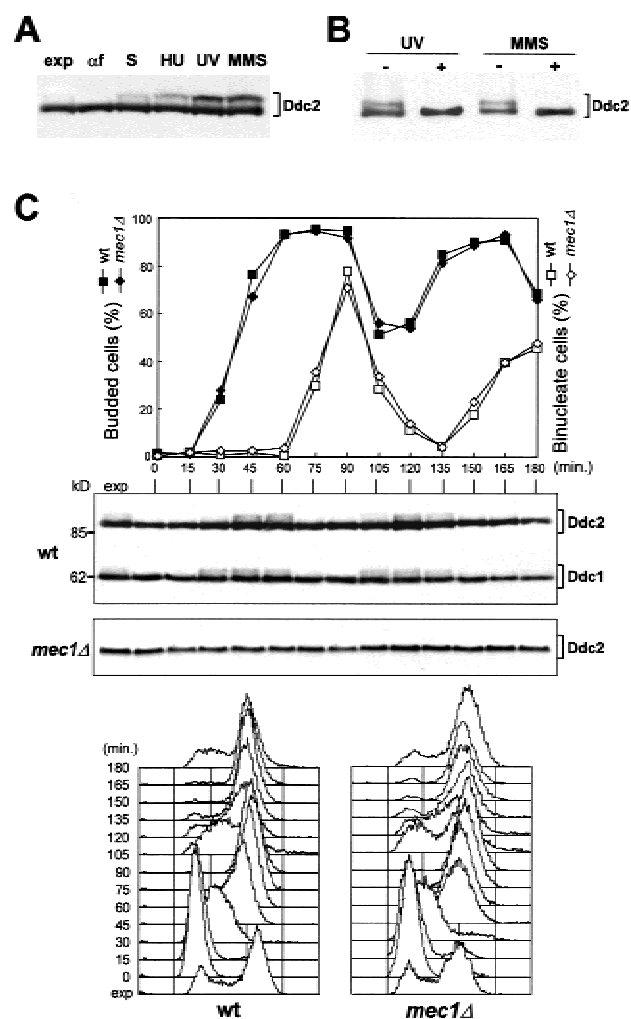 A
exp αf S HU UV MMS
Ddc2
B
UV MMS
- + - +
Ddc2
C
wt
mec1Δ
Budded cells (%)
100
80
60
40
20
0
wt
mec1Δ
Binucleate cells (%)
0 15 30 45 60 75 90 105 120 135 150 165 180 (min.)
kD exp
85
62
wt
Ddc2
Ddc1
mec1Δ
Ddc2
(min.)
180
165
150
135
120
105
90
75
60
45
30
15
0
exp
wt
mec1Δ